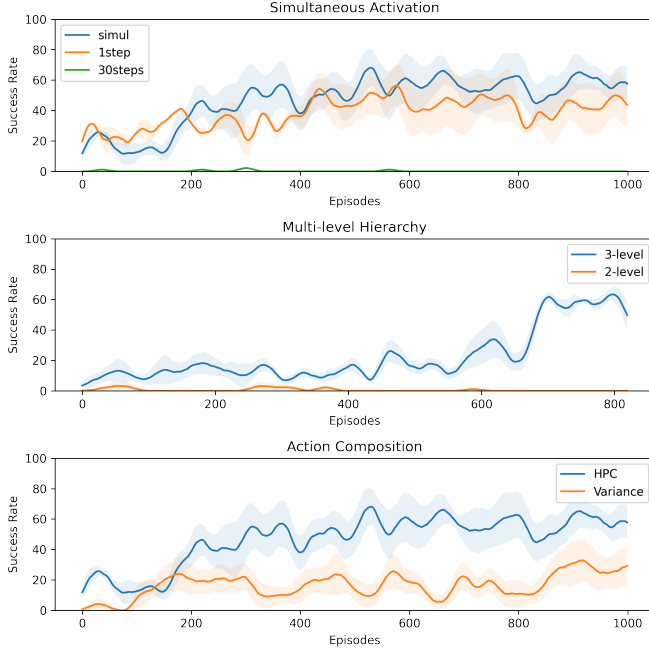 Simultaneous Activation
100
80
60
40
20
0
Success Rate
simul
1step
30steps
0 200 400 600 800 1000
Episodes
Multi-level Hierarchy
100
80
60
40
20
0
Success Rate
3-level
2-level
0 200 400 600 800
Episodes
Action Composition
100
80
60
40
20
0
Success Rate
HPC
Variance
0 200 400 600 800 1000
Episodes